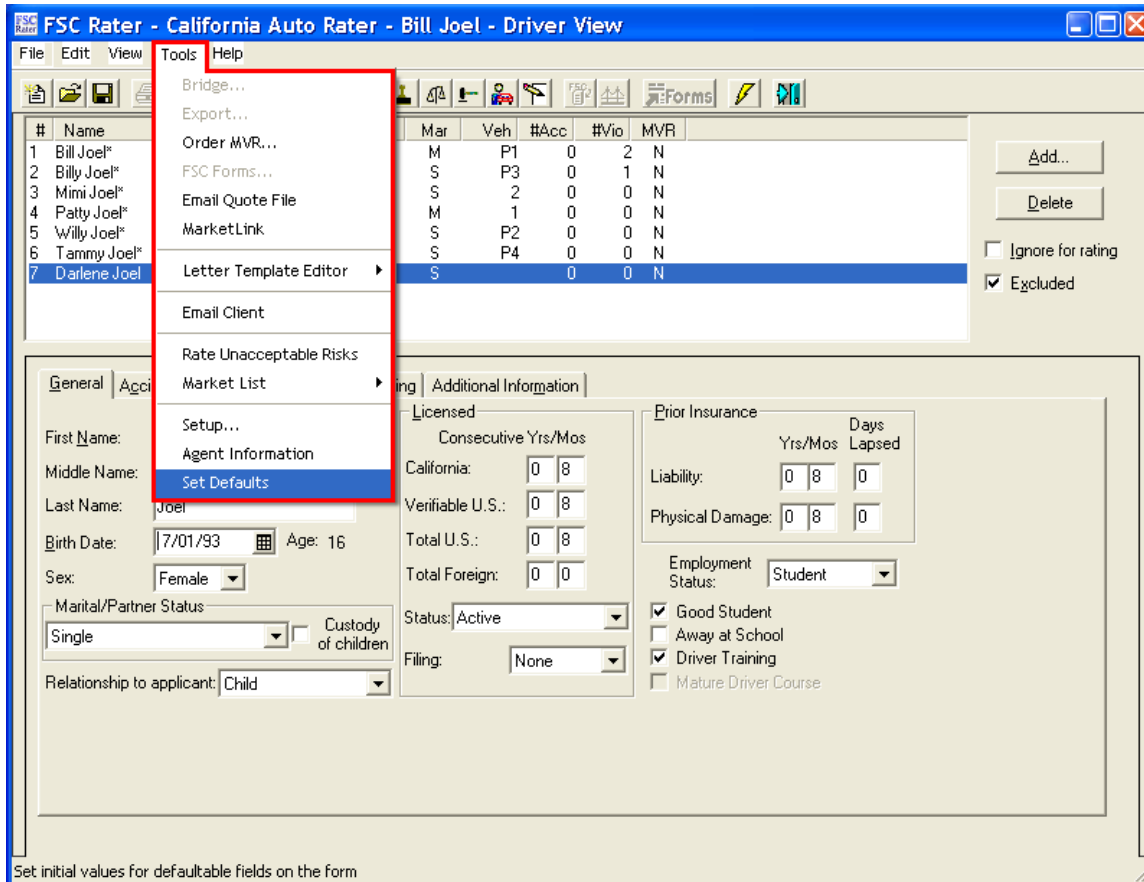 FSC Rater FSC Rater - California Auto Rater - Bill Joel - Driver View
File Edit View Tools Help
Forms
Bridge...
Export...
Order MVR...
FSC Forms...
Email Quote File
MarketLink
Letter Template Editor
Email Client
Rate Unacceptable Risks
Market List
Setup...
Agent Information
Set Defaults
# Name Mar Veh #Acc #Vio MVR
1 Bill Joel* M P1 0 2 N
2 Billy Joel* S P3 0 1 N
3 Mimi Joel* S 2 0 0 N
4 Patty Joel* M 1 0 0 N
5 Willy Joel* S P2 0 0 N
6 Tammy Joel* S P4 0 0 N
7 Darlene Joel S 0 0 N
Add...
Delete
Ignore for rating
Excluded
General Acci ing Additional Information
First Name:
Middle Name:
Last Name: Joel
Birth Date: 7/01/93 Age: 16
Sex: Female
Marital/Partner Status
Single Custody of children
Relationship to applicant: Child
Licensed
Consecutive Yrs/Mos
California: 0 8
Verifiable U.S.: 0 8
Total U.S.: 0 8
Total Foreign: 0 0
Status: Active
Filing: None
Prior Insurance
Yrs/Mos Days Lapsed
Liability: 0 8 0
Physical Damage: 0 8 0
Employment Status: Student
Good Student
Away at School
Driver Training
Mature Driver Course
Set initial values for defaultable fields on the form